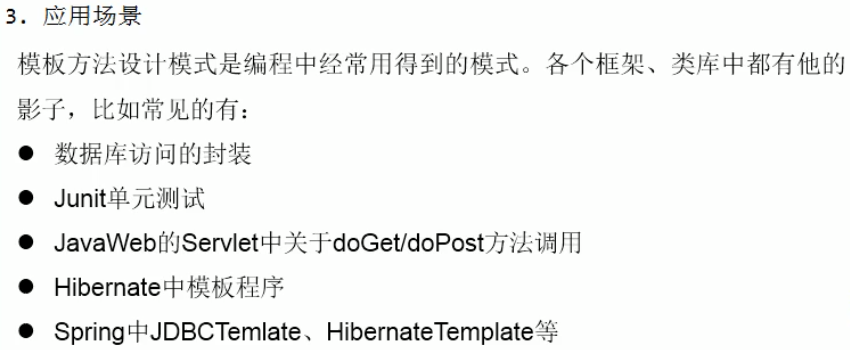 3. 应用场景
模板方法设计模式是编程中经常用得到的模式。各个框架、类库中都有他的
影子，比如常见的有：
● 数据库访问的封装
● Junit单元测试
● JavaWeb的Servlet中关于doGet/doPost方法调用
● Hibernate中模板程序
● Spring中JDBCTemlate、HibernateTemplate等